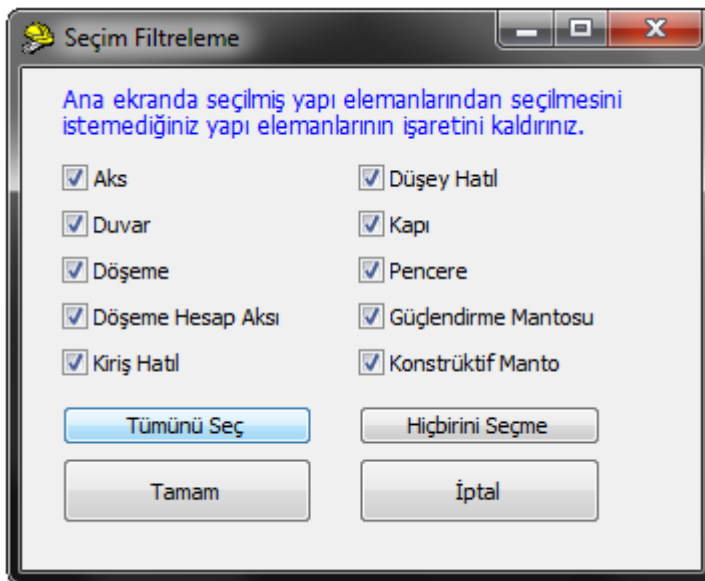 Seçim Filtreleme
Ana ekranda seçilmiş yapı elemanlarından seçilmesini
istemediğiniz yapı elemanlarının işaretini kaldırınız.
Aks
Düşey Hatıl
Duvar
Kapı
Döşeme
Pencere
Döşeme Hesap Aksı
Güçlendirme Mantosu
Kiriş Hatıl
Konstrüktif Manto
Tümünü Seç
Hiçbirini Seçme
Tamam
İptal